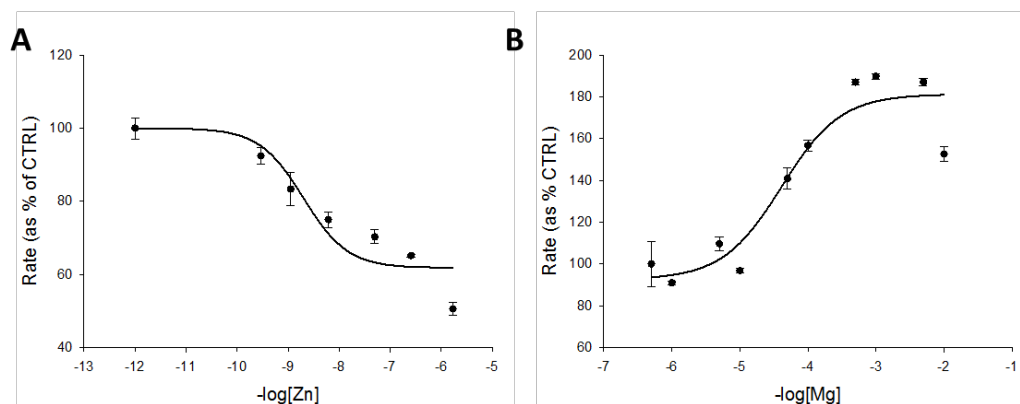 A
Rate (as % of CTRL)
120
100
80
60
40
-13 -12 -11 -10 -9 -8 -7 -6 -5
-log[Zn]
B
Rate (as % CTRL)
200
180
160
140
120
100
80
60
-7 -6 -5 -4 -3 -2 -1
-log[Mg]